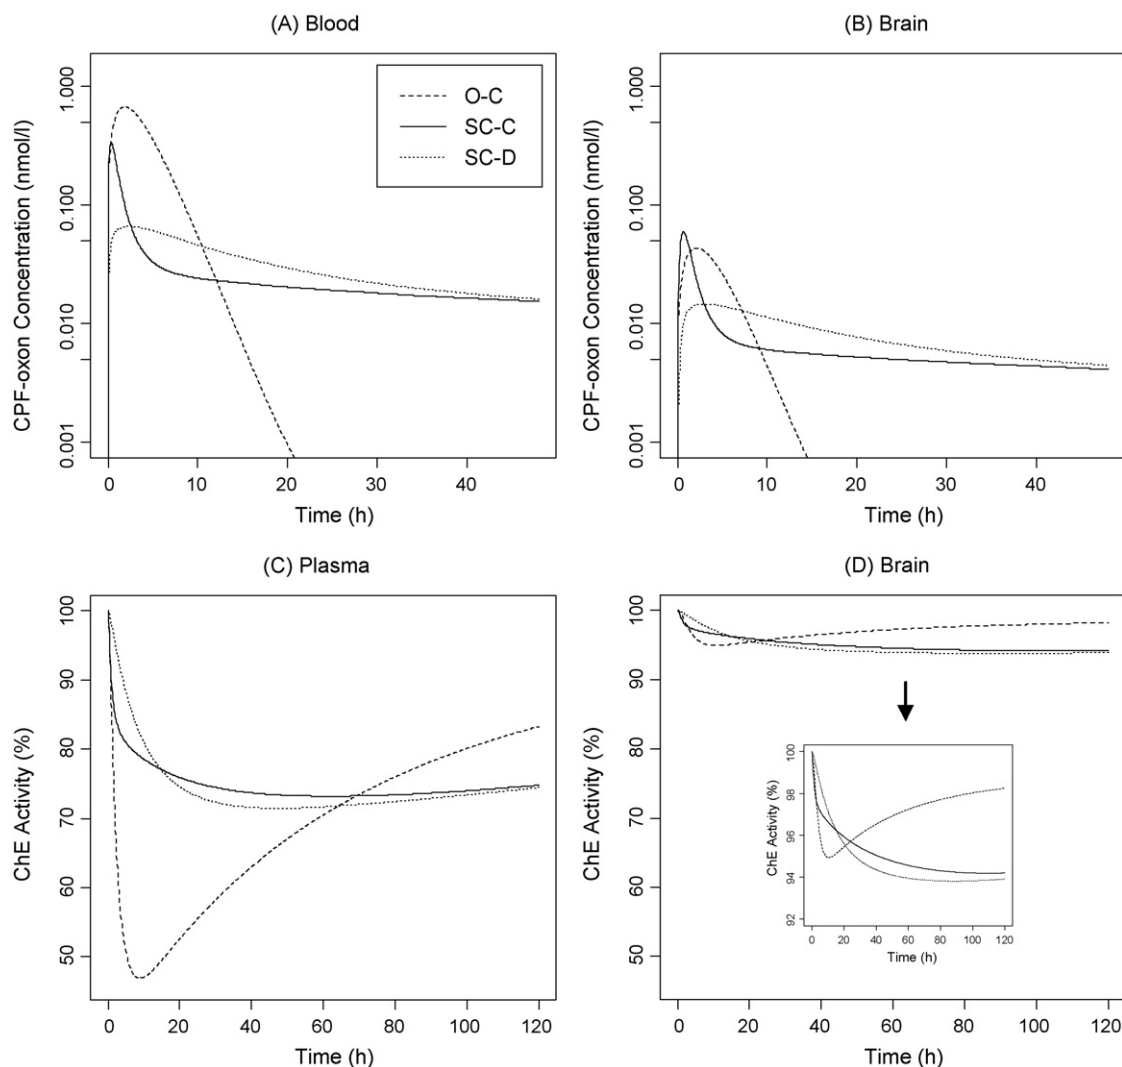 (A) Blood
CPF-oxon Concentration (nmol/l)
1.000
0.100
0.010
0.001
O-C
SC-C
SC-D
0 10 20 30 40
Time (h)
(B) Brain
CPF-oxon Concentration (nmol/l)
1.000
0.100
0.010
0.001
0 10 20 30 40
Time (h)
(C) Plasma
ChE Activity (%)
100
90
80
70
60
50
0 20 40 60 80 100 120
Time (h)
(D) Brain
ChE Activity (%)
100
90
80
70
60
50
0 20 40 60 80 100 120
Time (h)
ChE Activity (%)
100
98
96
94
92
0 20 40 60 80 100 120
Time (h)